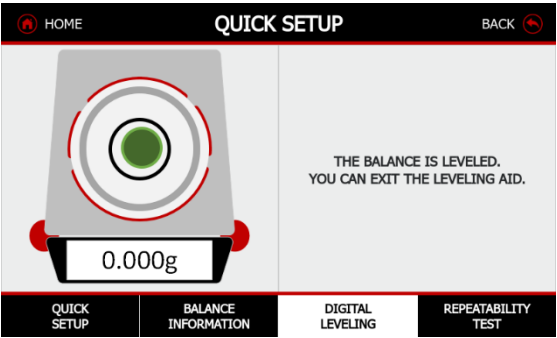 HOME
QUICK SETUP
BACK
THE BALANCE IS LEVELED.
YOU CAN EXIT THE LEVELING AID.
0.000g
QUICK
SETUP
BALANCE
INFORMATION
DIGITAL
LEVELING
REPEATABILITY
TEST